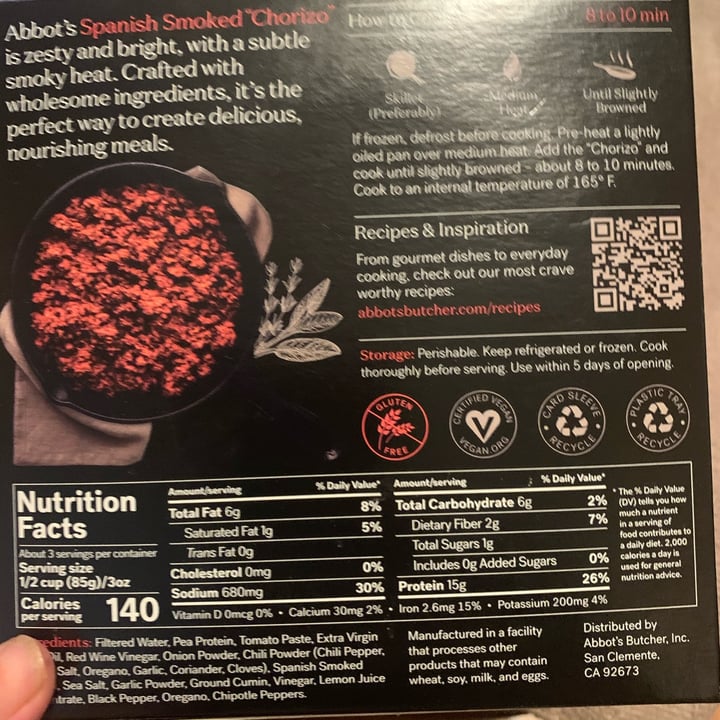 Abbot's Spanish Smoked "Chorizo"
is zesty and bright, with a subtle
smoky heat. Crafted with
wholesome ingredients, it's the
perfect way to create delicious,
nourishing meals.
How to
8 to 10 min
Skillet
(Preferably)
Medium
Heat
Until Slightly
Browned
If frozen, defrost before cooking. Pre-heat a lightly
oiled pan over medium heat. Add the "Chorizo" and
cook until slightly browned - about 8 to 10 minutes.
Cook to an internal temperature of 165° F.
Recipes & Inspiration
From gourmet dishes to everyday
cooking, check out our most crave
worthy recipes:
abbotsbutcher.com/recipes
Storage: Perishable. Keep refrigerated or frozen. Cook
thoroughly before serving. Use within 5 days of opening.
GLUTEN
FREE
CERTIFIED VEGAN
VEGAN.ORG
CARD SLEEVE
RECYCLE
PLASTIC TRAY
RECYCLE
Nutrition
Facts
About 3 servings per container
Serving size
1/2 cup (85g)/3oz
Calories
per serving
140
Amount/serving % Daily Value*
Total Fat 6g 8%
Saturated Fat 1g 5%
Trans Fat 0g
Cholesterol 0mg 0%
Sodium 680mg 30%
Amount/serving % Daily Value*
Total Carbohydrate 6g 2%
Dietary Fiber 2g 7%
Total Sugars 1g
Includes 0g Added Sugars 0%
Protein 15g 26%
Vitamin D 0mcg 0% • Calcium 30mg 2% • Iron 2.6mg 15% • Potassium 200mg 4%
* The % Daily Value
(DV) tells you how
much a nutrient
in a serving of
food contributes to
a daily diet. 2,000
calories a day is
used for general
nutrition advice.
edients: Filtered Water, Pea Protein, Tomato Paste, Extra Virgin
il, Red Wine Vinegar, Onion Powder, Chili Powder (Chili Pepper,
Salt, Oregano, Garlic, Coriander, Cloves), Spanish Smoked
, Sea Salt, Garlic Powder, Ground Cumin, Vinegar, Lemon Juice
ntrate, Black Pepper, Oregano, Chipotle Peppers.
Manufactured in a facility
that processes other
products that may contain
wheat, soy, milk, and eggs.
Distributed by
Abbot's Butcher, Inc.
San Clemente,
CA 92673